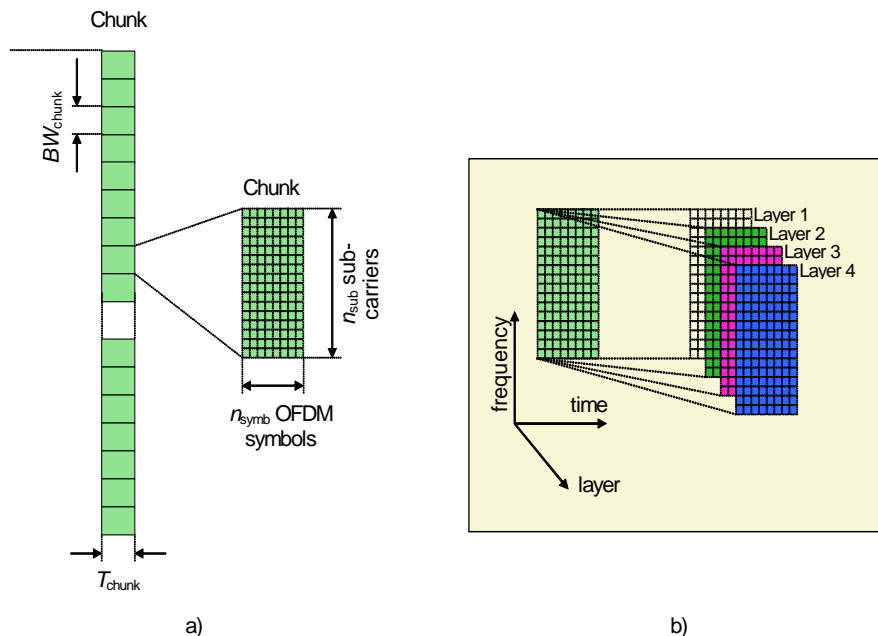 Chunk
BWchunk
Chunk
nsub sub-
carriers
nsymb OFDM
symbols
Tchunk
a)
Layer 1
Layer 2
Layer 3
Layer 4
frequency
time
layer
b)